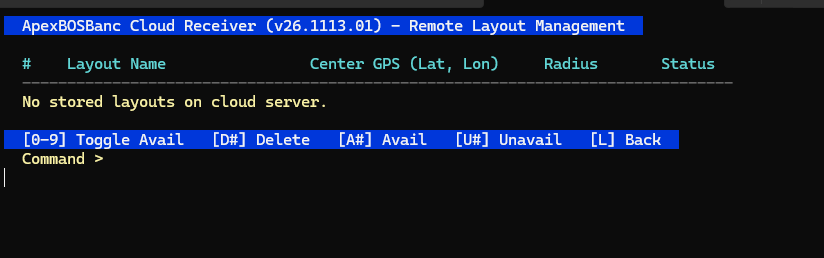 ApexBOSBanc Cloud Receiver (v26.1113.01) - Remote Layout Management
# Layout Name Center GPS (Lat, Lon) Radius Status
--------------------------------------------------------------------------------
No stored layouts on cloud server.
[0-9] Toggle Avail [D#] Delete [A#] Avail [U#] Unavail [L] Back
Command >